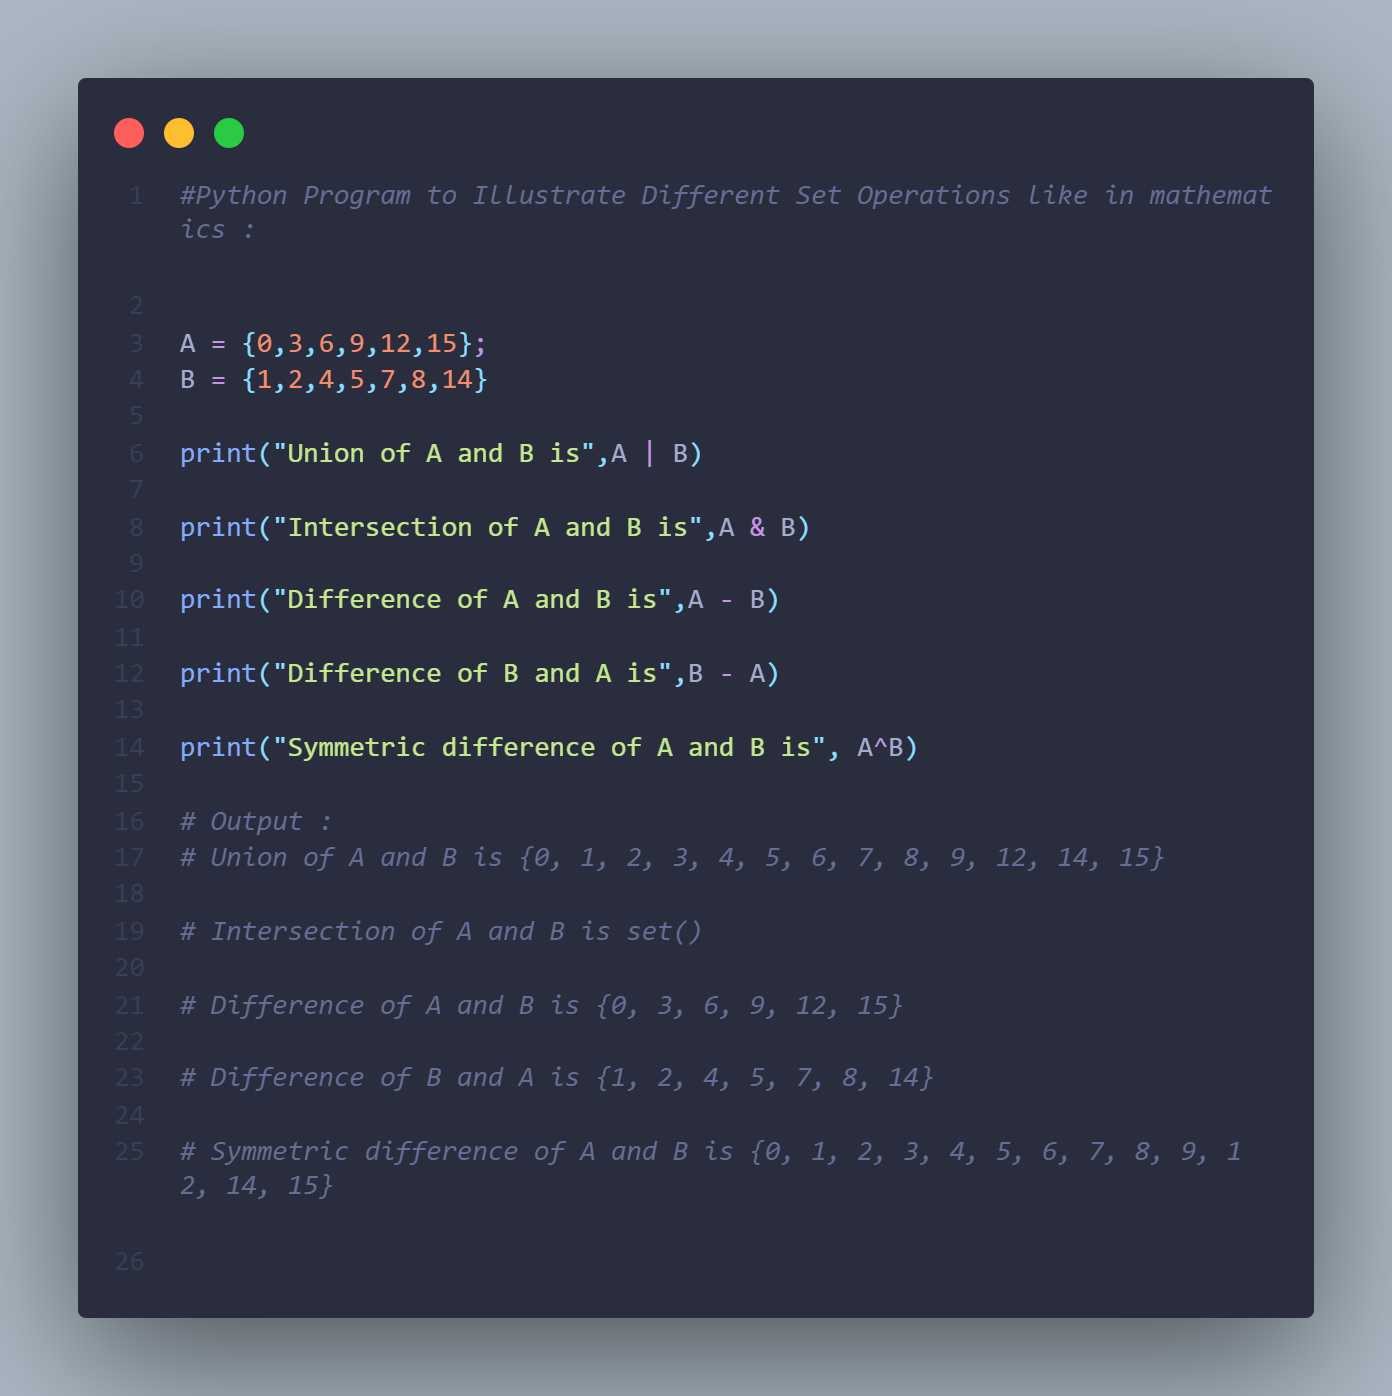 1 #Python Program to Illustrate Different Set Operations like in mathemat
ics :
2
3 A = {0,3,6,9,12,15};
4 B = {1,2,4,5,7,8,14}
5
6 print("Union of A and B is",A | B)
7
8 print("Intersection of A and B is",A & B)
9
10 print("Difference of A and B is",A - B)
11
12 print("Difference of B and A is",B - A)
13
14 print("Symmetric difference of A and B is", A^B)
15
16 # Output :
17 # Union of A and B is {0, 1, 2, 3, 4, 5, 6, 7, 8, 9, 12, 14, 15}
18
19 # Intersection of A and B is set()
20
21 # Difference of A and B is {0, 3, 6, 9, 12, 15}
22
23 # Difference of B and A is {1, 2, 4, 5, 7, 8, 14}
24
25 # Symmetric difference of A and B is {0, 1, 2, 3, 4, 5, 6, 7, 8, 9, 1
2, 14, 15}
26